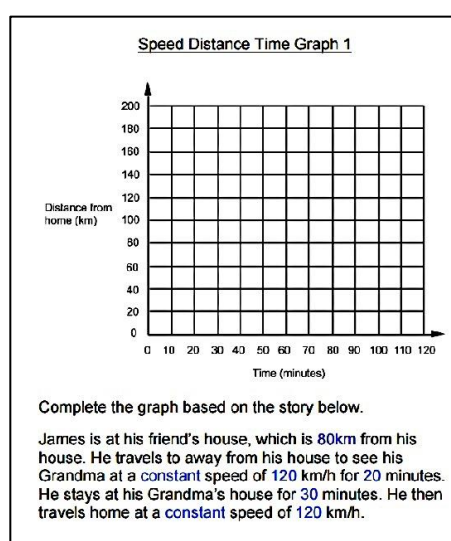 Speed Distance Time Graph 1
200
180
160
140
120
Distance from
home (km)
100
80
60
40
20
0
0 10 20 30 40 50 60 70 80 90 100 110 120
Time (minutes)
Complete the graph based on the story below.
James is at his friend's house, which is 80km from his
house. He travels to away from his house to see his
Grandma at a constant speed of 120 km/h for 20 minutes.
He stays at his Grandma's house for 30 minutes. He then
travels home at a constant speed of 120 km/h.